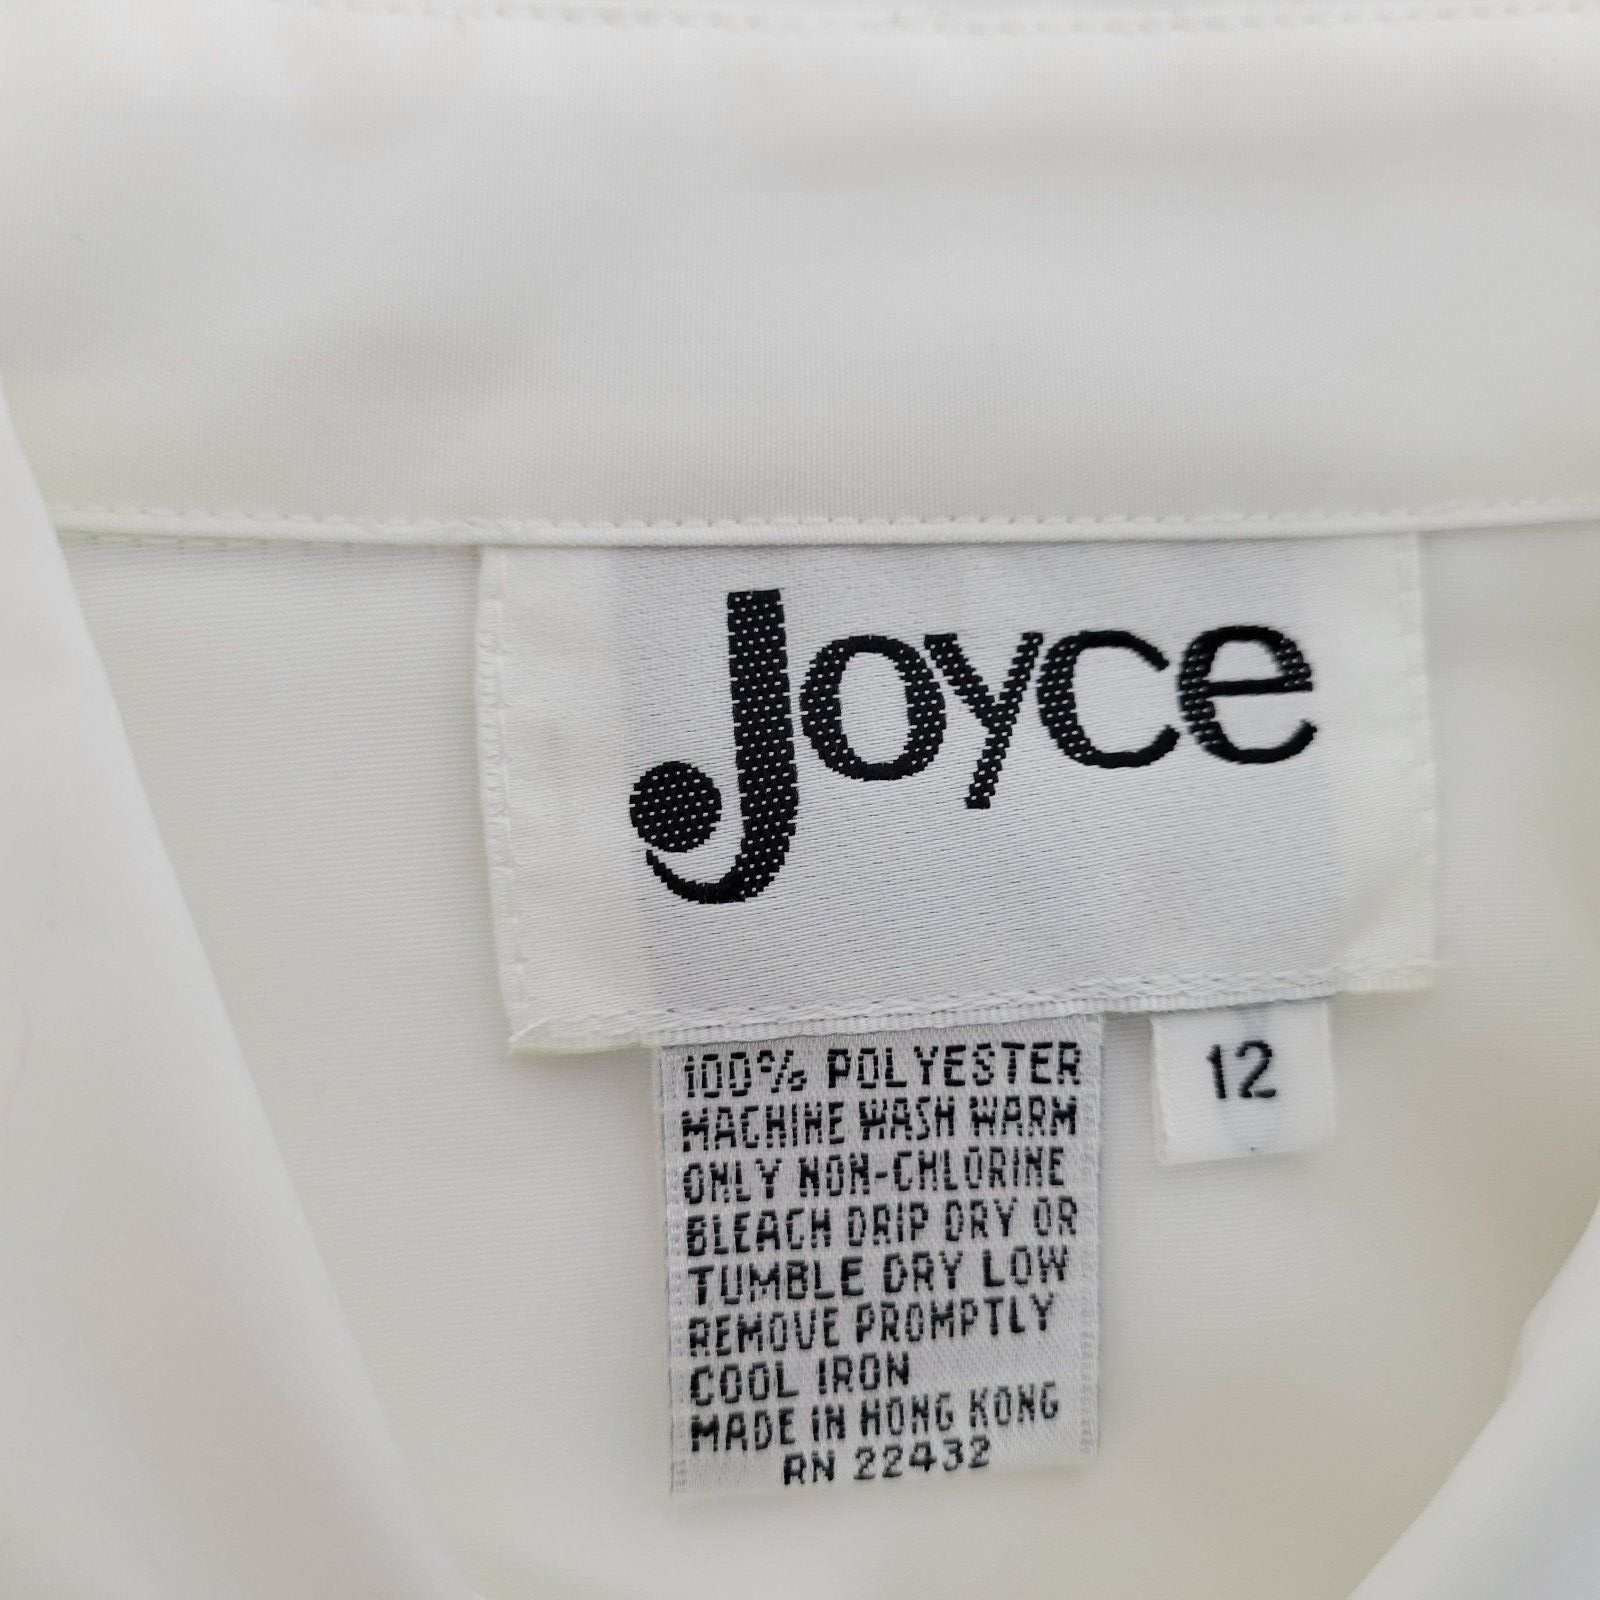 Joyce
100% POLYESTER
MACHINE WASH WARM
ONLY NON-CHLORINE
BLEACH DRIP DRY OR
TUMBLE DRY LOW
REMOVE PROMPTLY
COOL IRON
MADE IN HONG KONG
RN 22432
12